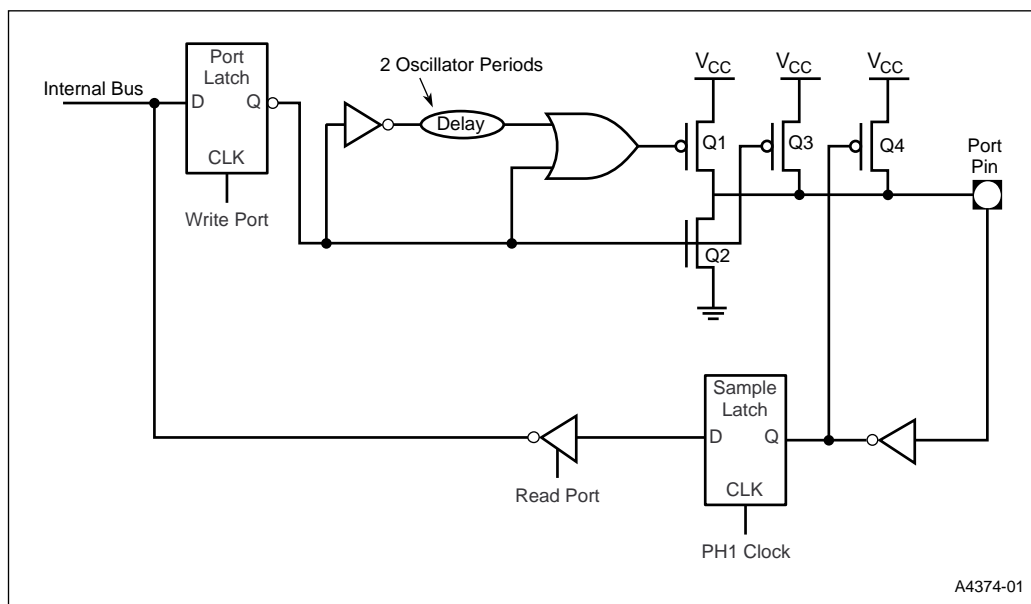 Port
Latch
Internal Bus
D
Q
CLK
Write Port
2 Oscillator Periods
Delay
VCC
VCC
VCC
Q1
Q3
Q4
Port
Pin
Q2
Sample
Latch
D
Q
CLK
Read Port
PH1 Clock
A4374-01